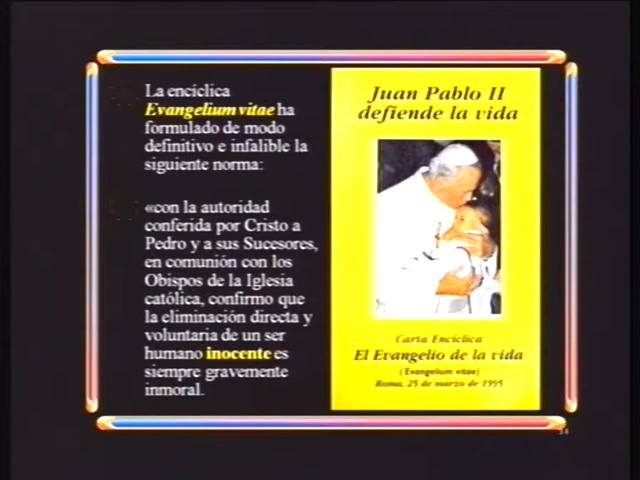 La encíclica
Evangelium vitae ha
formulado de modo
definitivo e infalible la
siguiente norma:
«con la autoridad
conferida por Cristo a
Pedro y a sus Sucesores,
en comunión con los
Obispos de la Iglesia
católica, confirmo que
la eliminación directa y
voluntaria de un ser
humano inocente es
siempre gravemente
inmoral.
Juan Pablo II
defiende la vida
Carta Encíclica
El Evangelio de la vida
(Evangelium vitae)
Roma, 25 de marzo de 1995
34